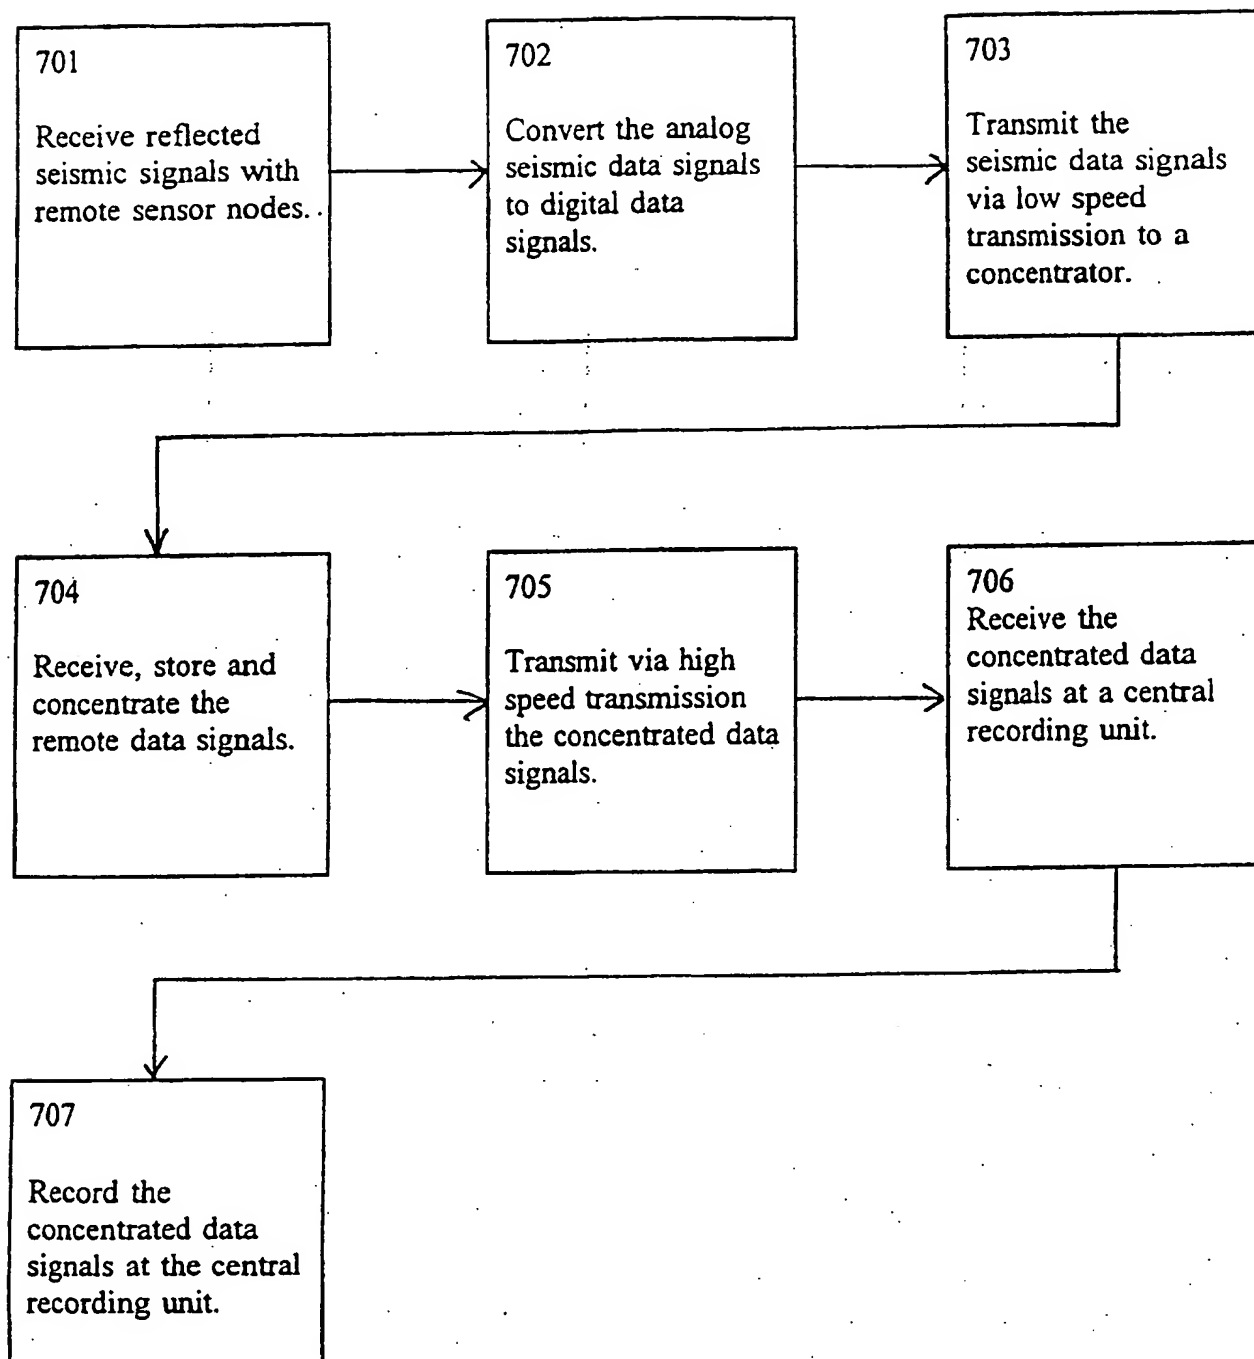 701
Receive reflected
seismic signals with
remote sensor nodes.
702
Convert the analog
seismic data signals
to digital data
signals.
703
Transmit the
seismic data signals
via low speed
transmission to a
concentrator.
704
Receive, store and
concentrate the
remote data signals.
705
Transmit via high
speed transmission
the concentrated data
signals.
706
Receive the
concentrated data
signals at a central
recording unit.
707
Record the
concentrated data
signals at the central
recording unit.